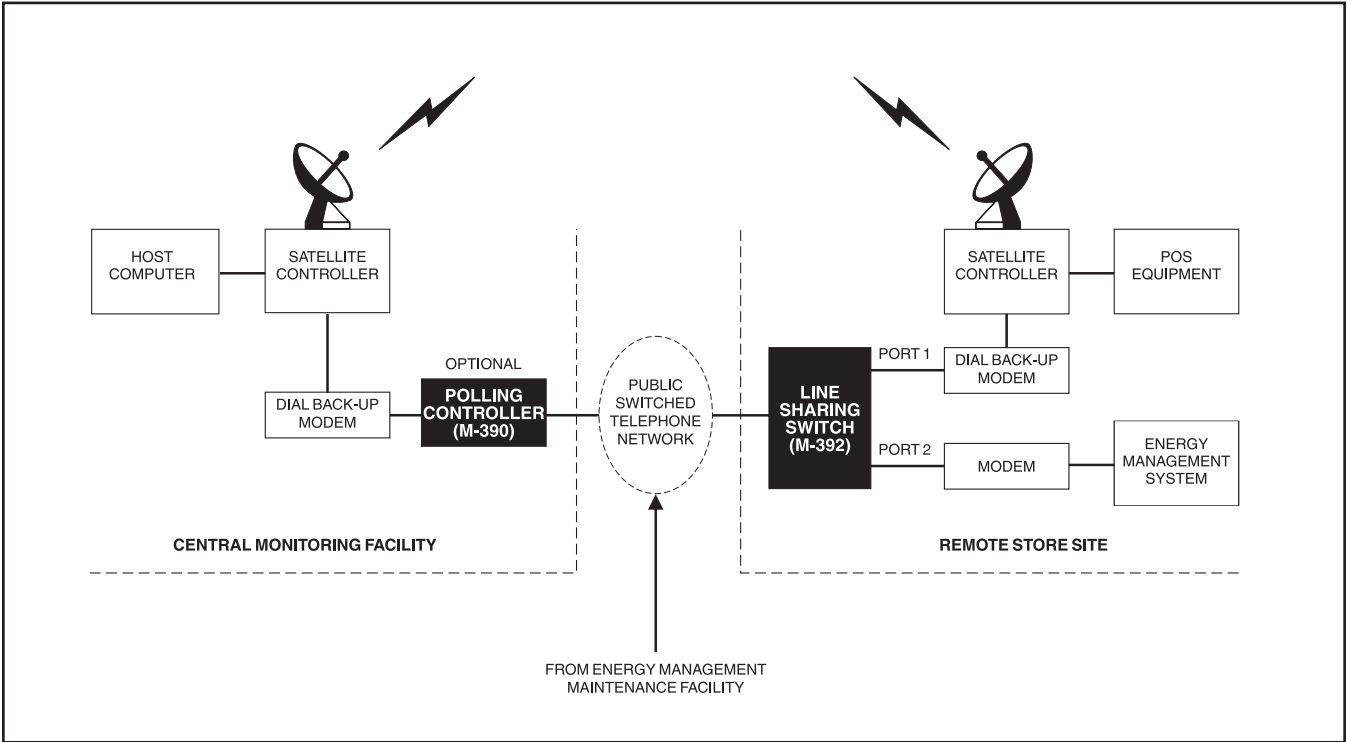 HOST
COMPUTER
SATELLITE
CONTROLLER
DIAL BACK-UP
MODEM
OPTIONAL
POLLING
CONTROLLER
(M-390)
CENTRAL MONITORING FACILITY
PUBLIC
SWITCHED
TELEPHONE
NETWORK
FROM ENERGY MANAGEMENT
MAINTENANCE FACILITY
LINE
SHARING
SWITCH
(M-392)
PORT 1
PORT 2
SATELLITE
CONTROLLER
POS
EQUIPMENT
DIAL BACK-UP
MODEM
MODEM
ENERGY
MANAGEMENT
SYSTEM
REMOTE STORE SITE